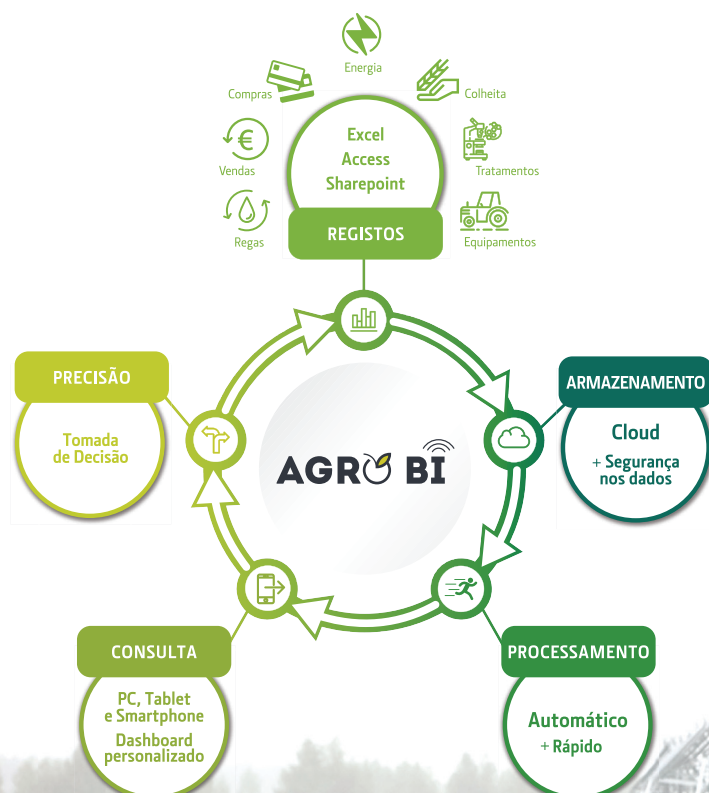 Energia
Compras
Colheita
Vendas
Tratamentos
Regas
Equipamentos
Excel
Access
Sharepoint
REGISTOS
PRECISÃO
Tomada
de Decisão
ARMAZENAMENTO
Cloud
+ Segurança
nos dados
AGRO BI
CONSULTA
PC, Tablet
e Smartphone
Dashboard
personalizado
PROCESSAMENTO
Automático
+ Rápido